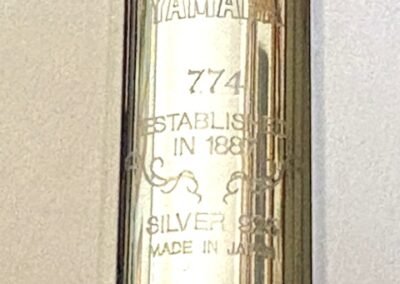 YAMAHA
774
ESTABLISHED
IN 1887
SILVER 925
MADE IN JAPAN